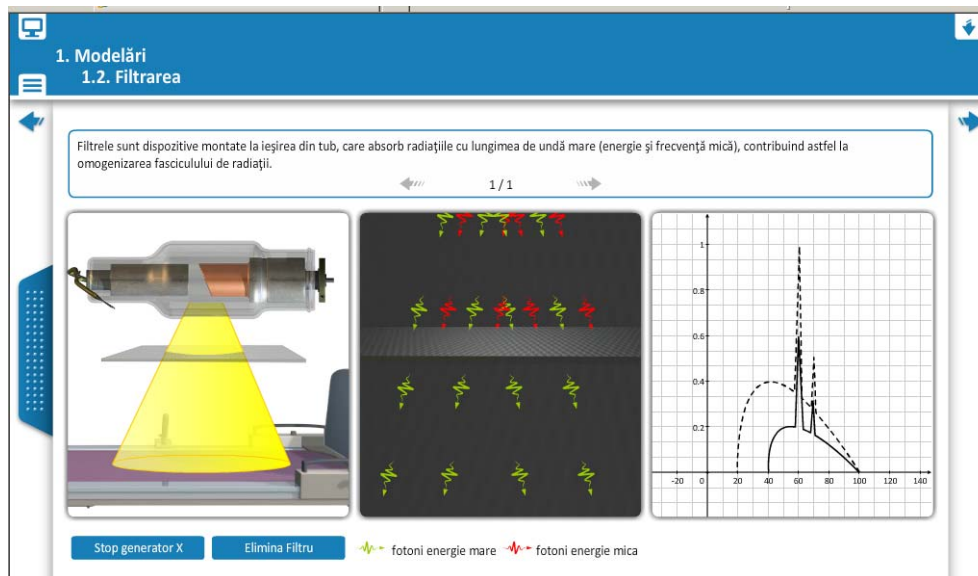 1. Modelări
1.2. Filtrarea
Filtrele sunt dispozitive montate la ieşirea din tub, care absorb radiaţiile cu lungimea de undă mare (energie şi frecvenţă mică), contribuind astfel la
omogenizarea fasciculului de radiaţii.
1 / 1
1
0.8
0.6
0.4
0.2
-20 0 20 40 60 80 100 120 140
Stop generator X
Elimina Filtru
fotoni energie mare
fotoni energie mica